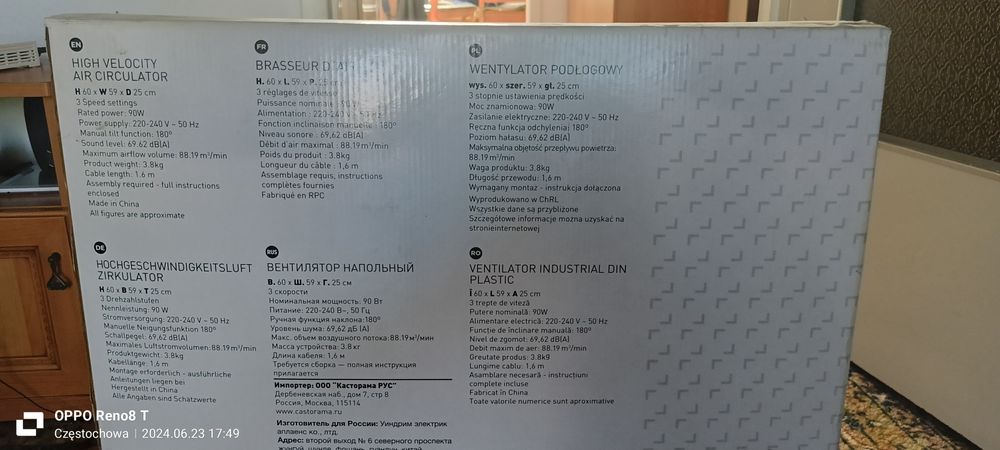 EN
HIGH VELOCITY
AIR CIRCULATOR
H 60 x W 59 x D 25 cm
3 Speed settings
Rated power: 90W
Power supply: 220-240 V ~ 50 Hz
Manual tilt function: 180º
Sound level: 69.62 dB(A)
Maximum airflow volume: 88.19 m³/min
Product weight: 3.8kg
Cable length: 1.6 m
Assembly required - full instructions
enclosed
Made in China
All figures are approximate
FR
BRASSEUR D'AIR
H. 60 x L. 59 x P. 25 cm
3 réglages de vitesse
Puissance nominale : 90 W
Alimentation : 220-240 V ~ 50 Hz
Fonction inclinaison manuelle : 180º
Niveau sonore : 69,62 dB(A)
Débit d'air maximal : 88.19 m³/min
Poids du produit : 3.8kg
Longueur du câble : 1,6 m
Assemblage requis, instructions
complètes fournies
Fabriqué en RPC
PL
WENTYLATOR PODŁOGOWY
wys. 60 x szer. 59 x gł. 25 cm
3 stopnie ustawienia prędkości
Moc znamionowa: 90W
Zasilanie elektryczne: 220-240 V ~ 50 Hz
Ręczna funkcja odchylenia| 180º
Poziom hałasu: 69,62 dB(A)
Maksymalna objętość przepływu powietrza:
88.19 m³/min
Waga produktu: 3.8kg
Długość przewodu: 1,6 m
Wymagany montaż - instrukcja dołączona
Wyprodukowano w ChRL
Wszystkie dane są przybliżone
Szczegółowe informacje można uzyskać na
stronieinternetowej
DE
HOCHGESCHWINDIGKEITSLUFT
ZIRKULATOR
H 60 x B 59 x T 25 cm
3 Drehzahlstufen
Nennleistung: 90 W
Stromversorgung: 220-240 V ~ 50 Hz
Manuelle Neigungsfunktion 180º
Schallpegel: 69,62 dB(A)
Maximales Luftstromvolumen: 88.19 m³/min
Produktgewicht: 3.8kg
Kabellänge: 1,6 m
Montage erforderlich - ausführliche
Anleitungen liegen bei
Hergestellt in China
Alle Angaben sind Schätzwerte
RUS
ВЕНТИЛЯТОР НАПОЛЬНЫЙ
В. 60 x Ш. 59 x Г. 25 см
3 скорости
Номинальная мощность: 90 Вт
Питание: 220-240 В~, 50 Гц
Ручная функция наклона:180º
Уровень шума: 69,62 дБ (A)
Макс. объем воздушного потока:88.19 м³/мин
Масса устройства: 3.8 кг
Длина кабеля: 1,6 м
Требуется сборка — полная инструкция
прилагается
Импортер: ООО "Касторама РУС"
Дербеневская наб., дом 7, стр 8
Россия, Москва, 115114
www.castorama.ru
Изготовитель для России: Уиндрим электрик
аплаенс ко., лтд.
Адрес: второй выход № 6 северного проспекта
RO
VENTILATOR INDUSTRIAL DIN
PLASTIC
Î 60 x L 59 x A 25 cm
3 trepte de viteză
Putere nominală: 90W
Alimentare electrică: 220-240 V ~ 50 Hz
Funcție de înclinare manuală: 180º
Nivel de zgomot: 69,62 dB(A)
Debit maxim de aer: 88.19 m³/min
Greutate produs: 3.8kg
Lungime cablu: 1,6 m
Asamblare necesară - instrucțiuni
complete incluse
Fabricat în China
Toate valorile numerice sunt aproximative
OPPO Reno8 T
Częstochowa | 2024.06.23 17:49